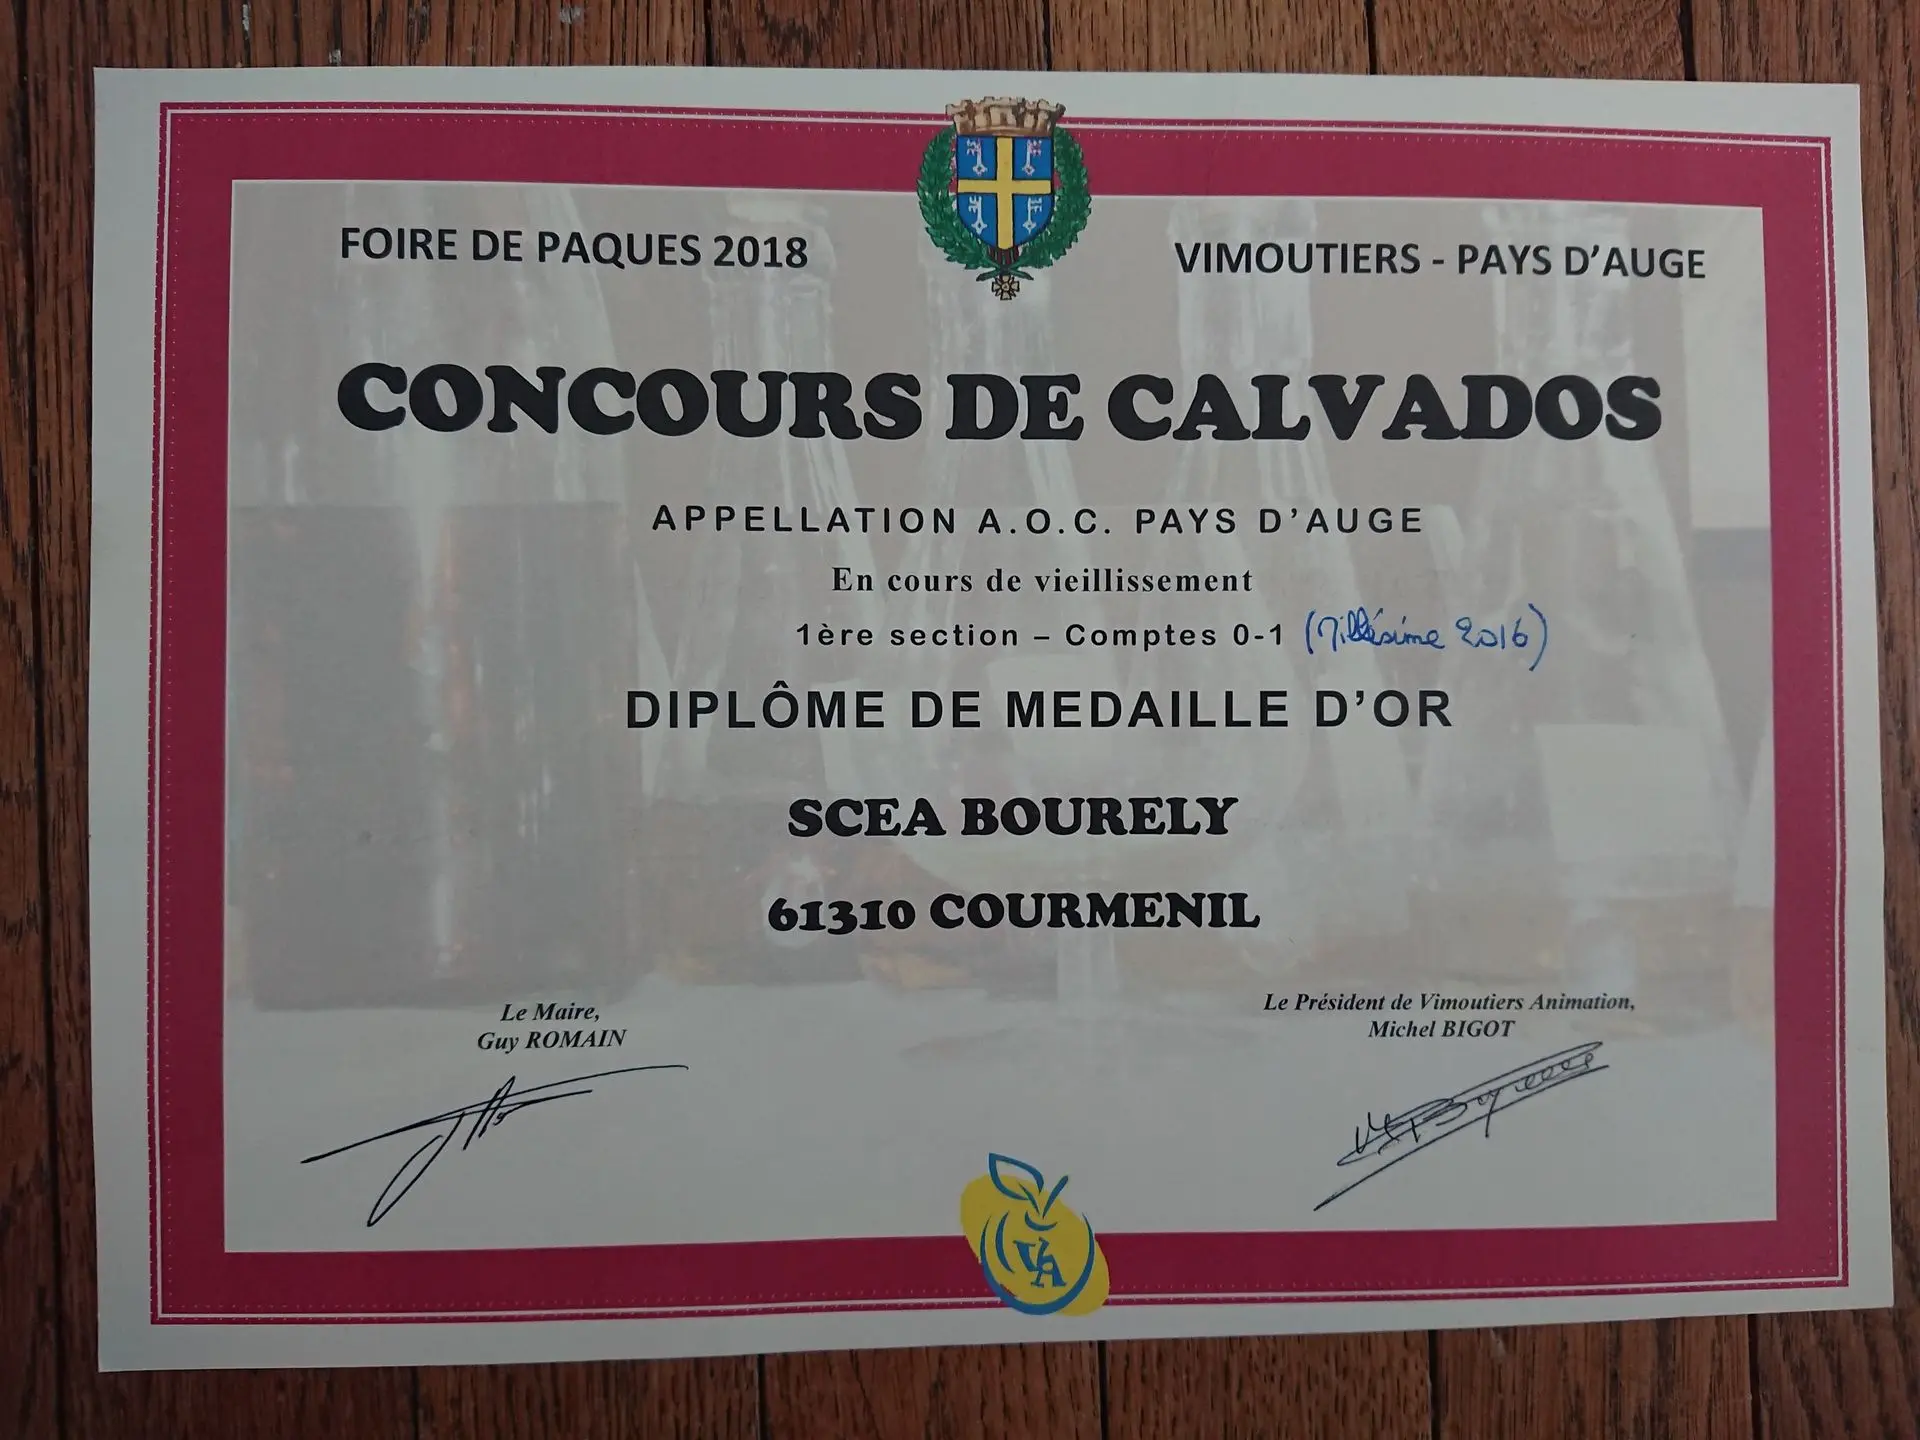 FOIRE DE PAQUES 2018
VIMOUTIERS - PAYS D'AUGE
CONCOURS DE CALVADOS
APPELLATION A.O.C. PAYS D'AUGE
En cours de vieillissement
1ère section – Comptes 0-1 (Millésime 2016)
DIPLÔME DE MEDAILLE D'OR
SCEA BOURELY
61310 COURMENIL
Le Maire,
Guy ROMAIN
Le Président de Vimoutiers Animation,
Michel BIGOT
VA